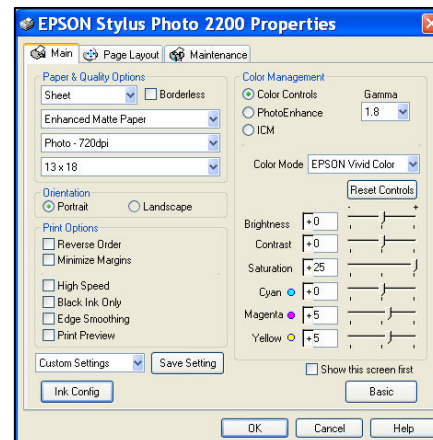 EPSON Stylus Photo 2200 Properties
Main Page Layout Maintenance
Paper & Quality Options
Sheet Borderless
Enhanced Matte Paper
Photo - 720dpi
13 x 18
Orientation
Portrait Landscape
Print Options
Reverse Order
Minimize Margins
High Speed
Black Ink Only
Edge Smoothing
Print Preview
Custom Settings Save Setting
Ink Config
Color Management
Color Controls Gamma
PhotoEnhance 1.8
ICM
Color Mode EPSON Vivid Color
Reset Controls
- +
Brightness +0
Contrast +0
Saturation +25
Cyan +0
Magenta +5
Yellow +5
Show this screen first
Basic
OK Cancel Help